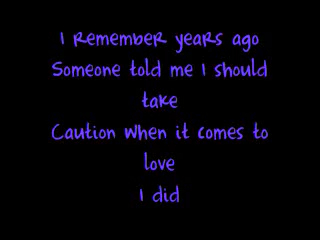 I remember years ago
Someone told me I should
take
Caution when it comes to
love
I did